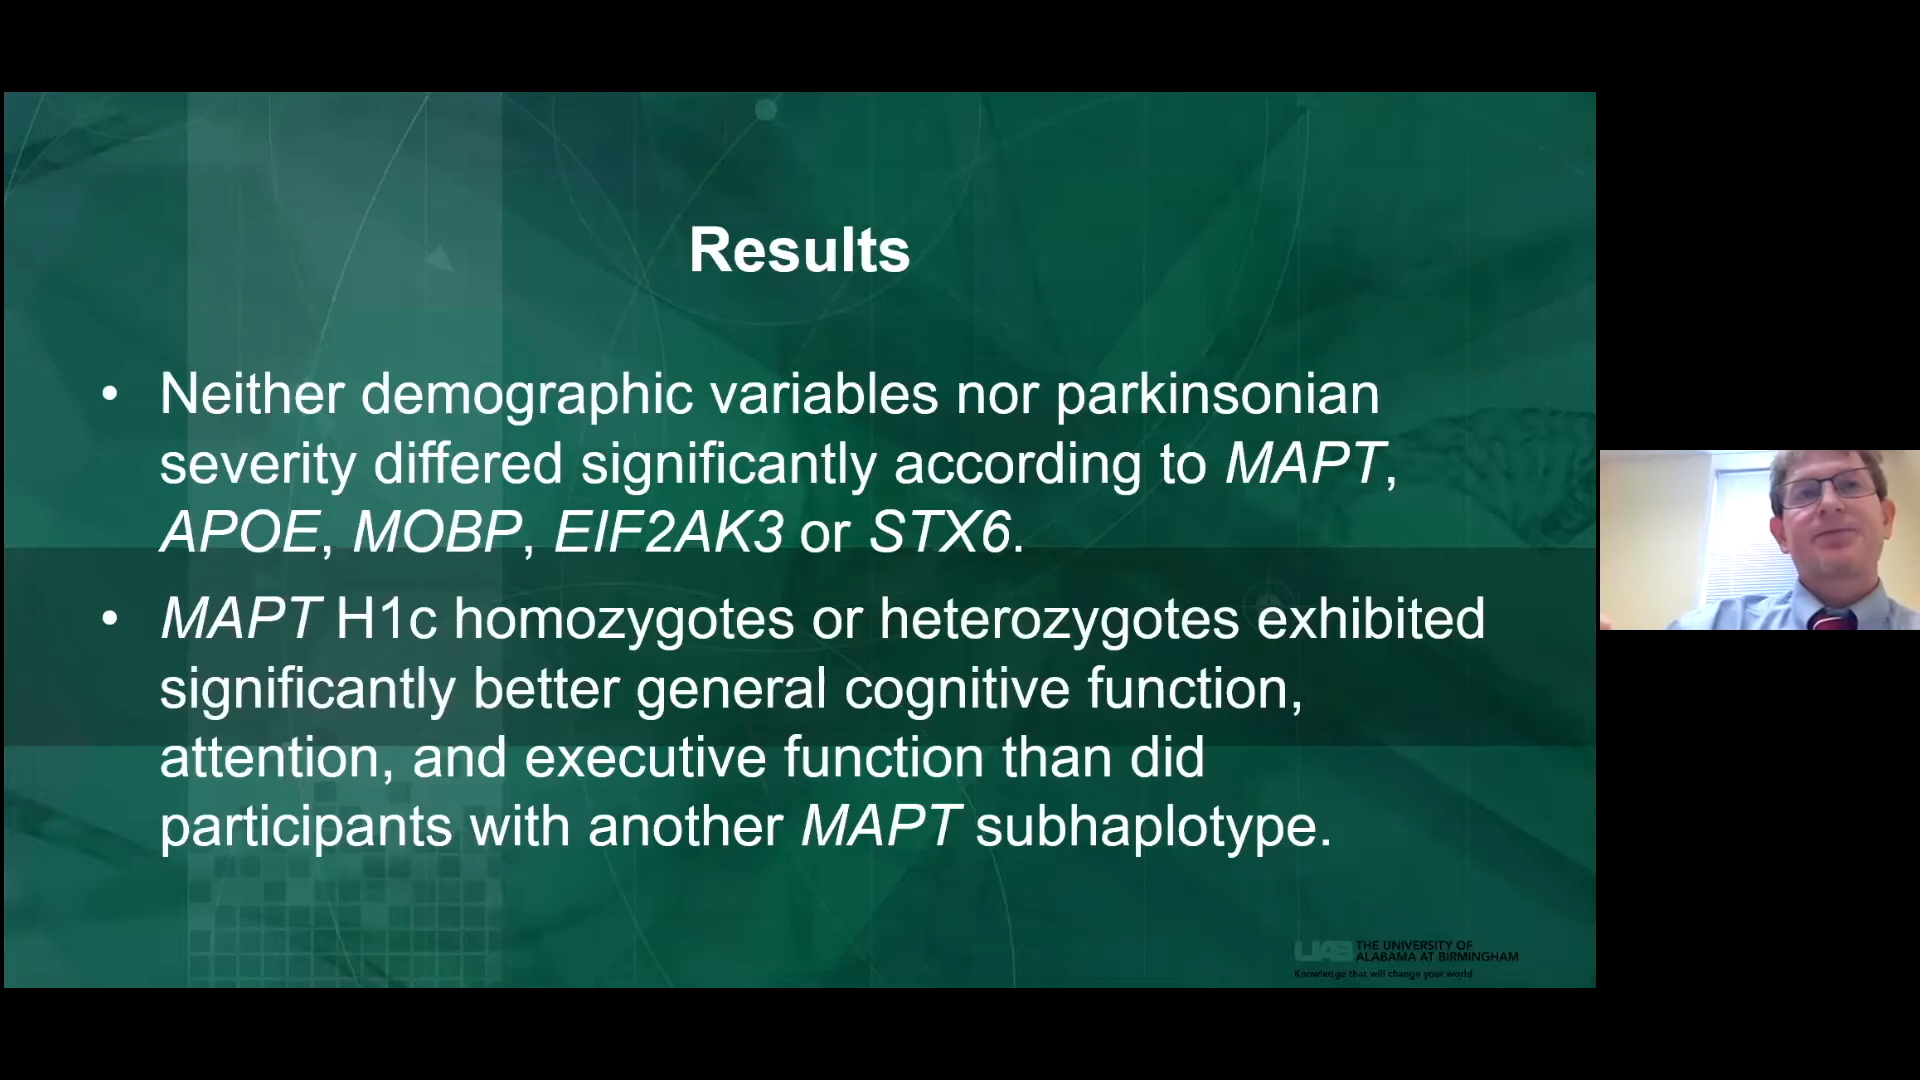 Results
• Neither demographic variables nor parkinsonian
severity differed significantly according to MAPT,
APOE, MOBP, EIF2AK3 or STX6.
• MAPT H1c homozygotes or heterozygotes exhibited
significantly better general cognitive function,
attention, and executive function than did
participants with another MAPT subhaplotype.
UAB THE UNIVERSITY OF
ALABAMA AT BIRMINGHAM
Knowledge that will change your world